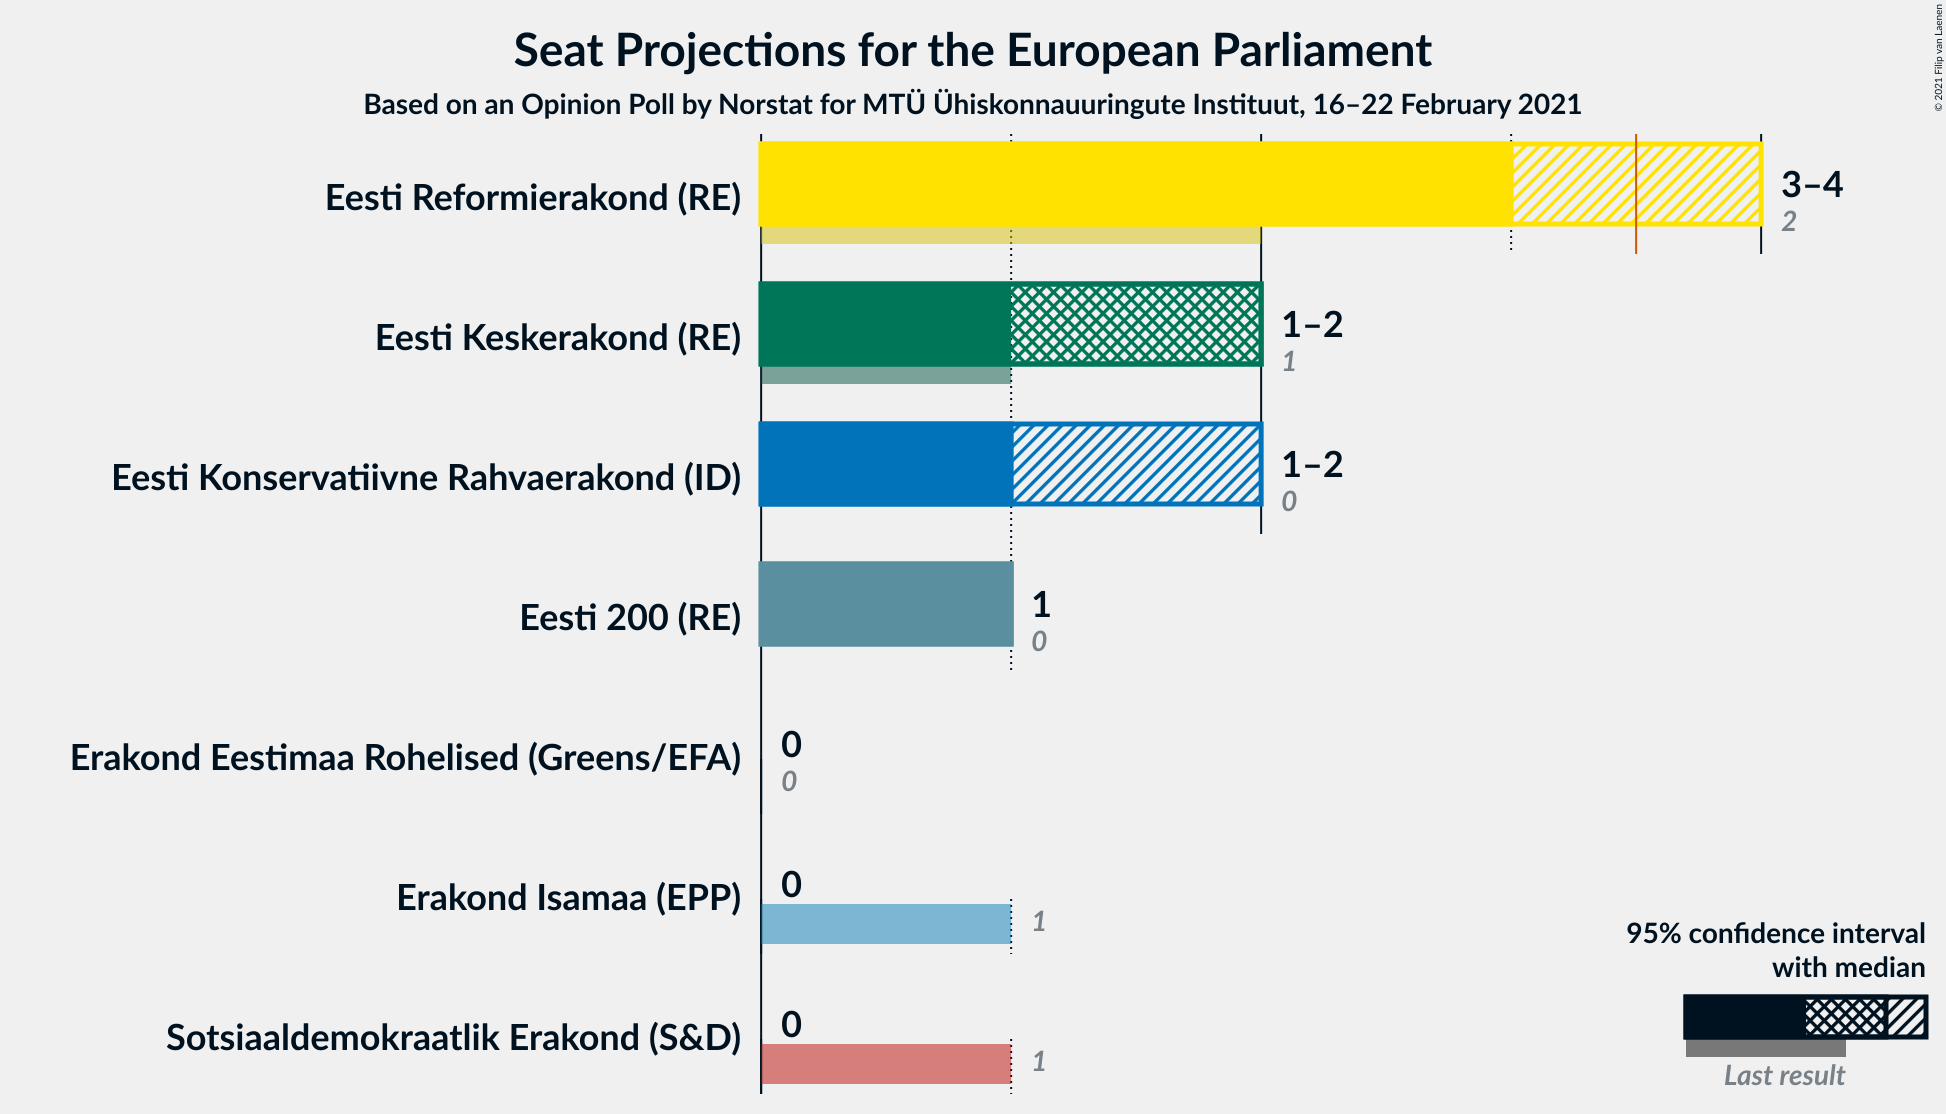 Seat Projections for the European Parliament
Based on an Opinion Poll by Norstat for MTÜ Ühiskonnauuringute Instituut, 16–22 February 2021
© 2021 Filip van Laenen
Eesti Reformierakond (RE)
3–4
2
Eesti Keskerakond (RE)
1–2
1
Eesti Konservatiivne Rahvaerakond (ID)
1–2
0
Eesti 200 (RE)
1
0
Erakond Eestimaa Rohelised (Greens/EFA)
0
0
Erakond Isamaa (EPP)
0
1
Sotsiaaldemokraatlik Erakond (S&D)
0
1
95% confidence interval
with median
Last result